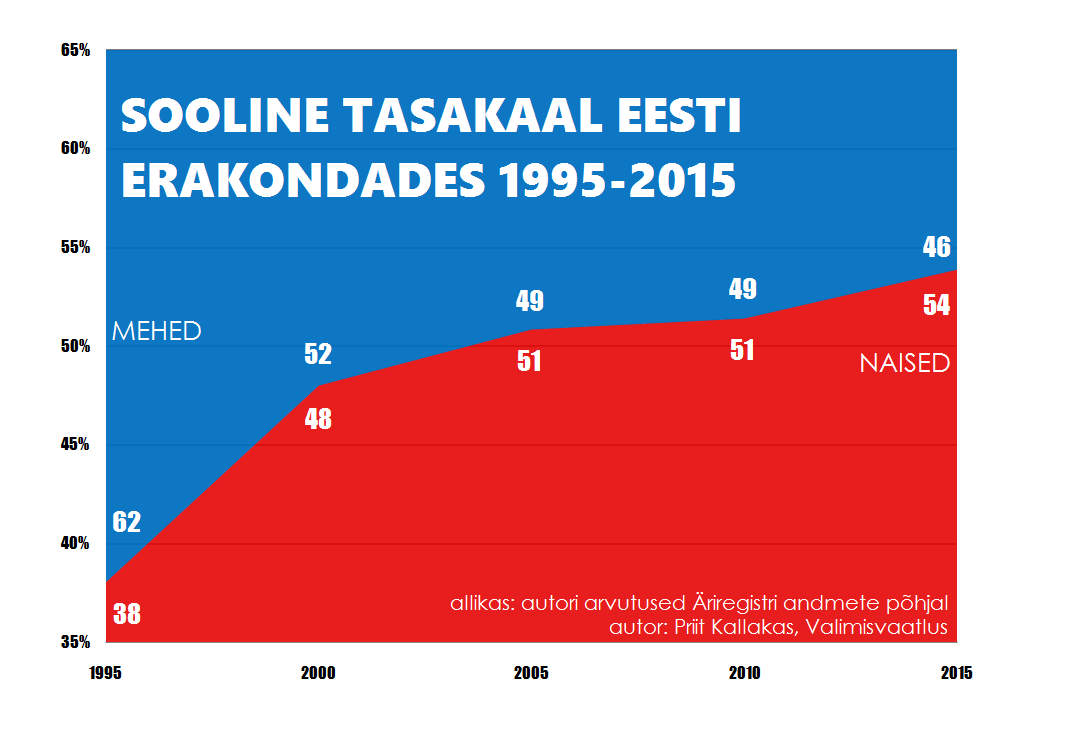 65%
SOOLINE TASAKAAL EESTI
60%
ERAKONDADES 1995-2015
55%
46
49
49
54
MEHED
50%
52
51
51
NAISED
48
45%
62
40%
38
allikas: autori arvutused Äriregistri andmete põhjal
autor: Priit Kallakas, Valimisvaatlus
35%
1995 2000 2005 2010 2015